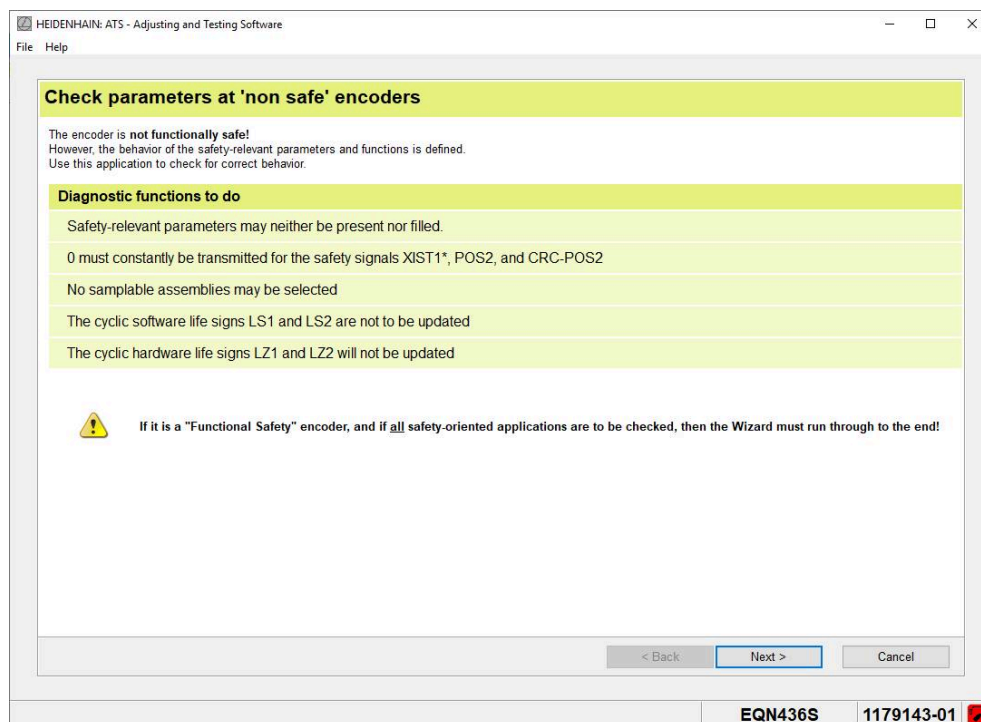 HEIDENHAIN: ATS - Adjusting and Testing Software
File Help
Check parameters at 'non safe' encoders
The encoder is not functionally safe!
However, the behavior of the safety-relevant parameters and functions is defined.
Use this application to check for correct behavior.
Diagnostic functions to do
Safety-relevant parameters may neither be present nor filled.
0 must constantly be transmitted for the safety signals XIST1*, POS2, and CRC-POS2
No samplable assemblies may be selected
The cyclic software life signs LS1 and LS2 are not to be updated
The cyclic hardware life signs LZ1 and LZ2 will not be updated
If it is a "Functional Safety" encoder, and if all safety-oriented applications are to be checked, then the Wizard must run through to the end!
< Back Next > Cancel
EQN436S 1179143-01